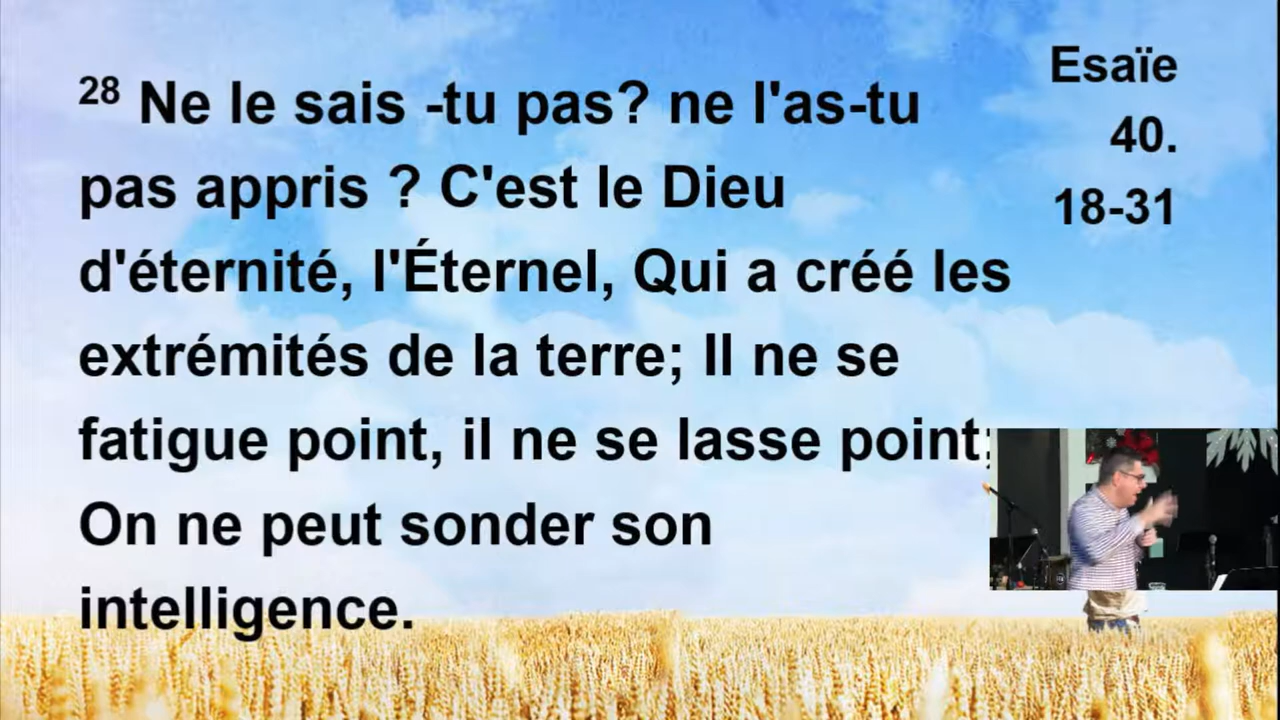 28 Ne le sais -tu pas? ne l'as-tu
pas appris ? C'est le Dieu
d'éternité, l'Éternel, Qui a créé les
extrémités de la terre; Il ne se
fatigue point, il ne se lasse point;
On ne peut sonder son
intelligence.
Esaïe
40.
18-31